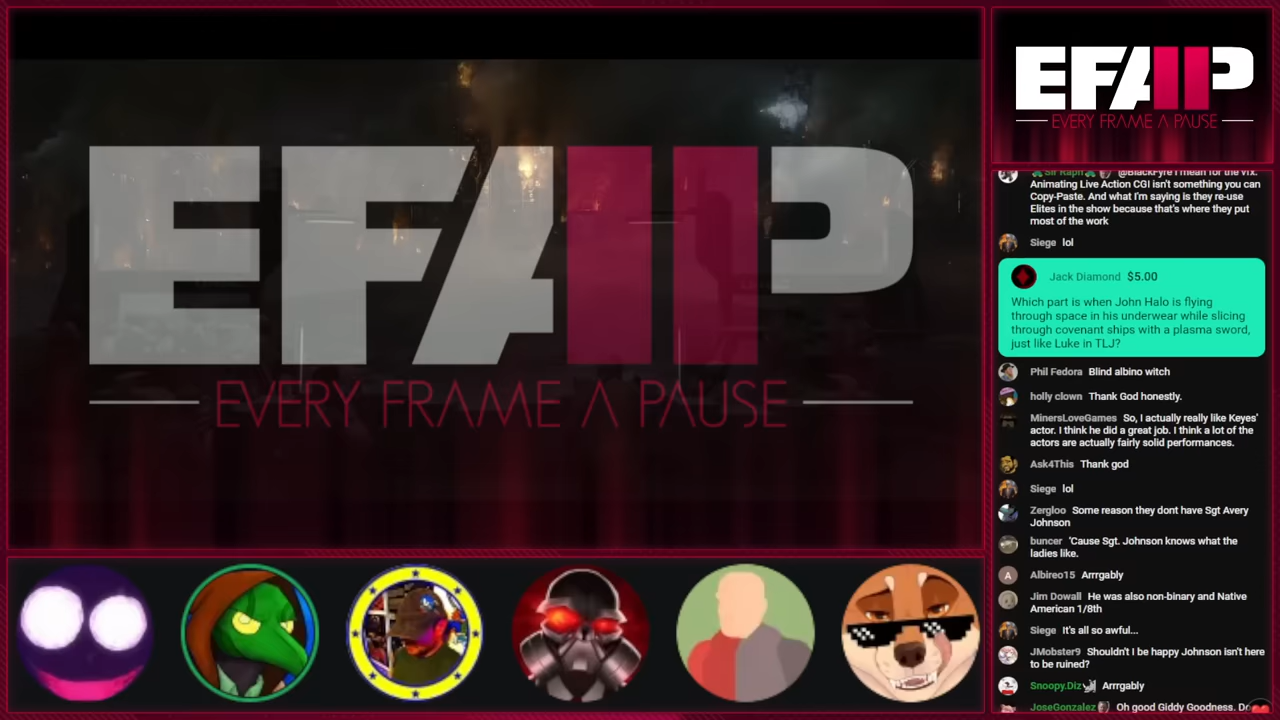 EFAP
EVERY FRAME A PAUSE
EFAP
EVERY FRAME A PAUSE
Sir Raph @BlackFyre I mean for the vfx.
Animating Live Action CGI isn't something you can
Copy-Paste. And what I'm saying is they re-use
Elites in the show because that's where they put
most of the work
Siege lol
Jack Diamond $5.00
Which part is when John Halo is flying
through space in his underwear while slicing
through covenant ships with a plasma sword,
just like Luke in TLJ?
Phil Fedora Blind albino witch
holly clown Thank God honestly.
MinersLoveGames So, I actually really like Keyes'
actor. I think he did a great job. I think a lot of the
actors are actually fairly solid performances.
Ask4This Thank god
Siege lol
Zergloo Some reason they dont have Sgt Avery
Johnson
buncer 'Cause Sgt. Johnson knows what the
ladies like.
A Albireo15 Arrrgably
Jim Dowall He was also non-binary and Native
American 1/8th
Siege It's all so awful...
JMobster9 Shouldn't I be happy Johnson isn't here
to be ruined?
Snoopy.Diz Arrrgably
JoseGonzalez Oh good Giddy Goodness.